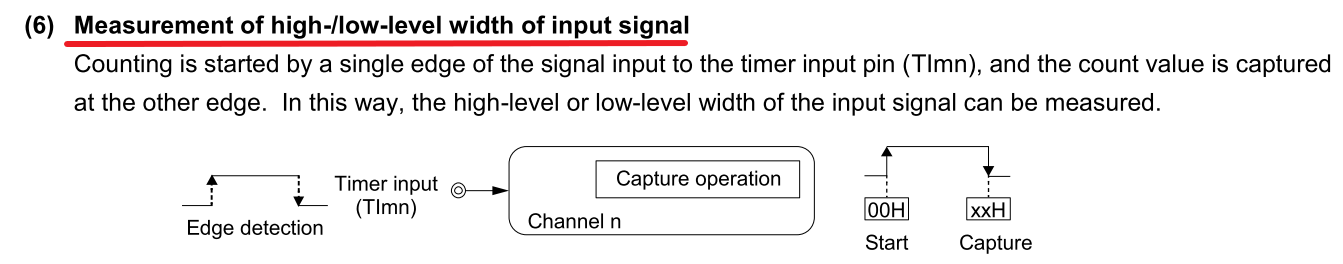 (6) Measurement of high-/low-level width of input signal
Counting is started by a single edge of the signal input to the timer input pin (TImn), and the count value is captured
at the other edge. In this way, the high-level or low-level width of the input signal can be measured.
Timer input
(TImn)
Edge detection
Capture operation
Channel n
00H
xxH
Start
Capture